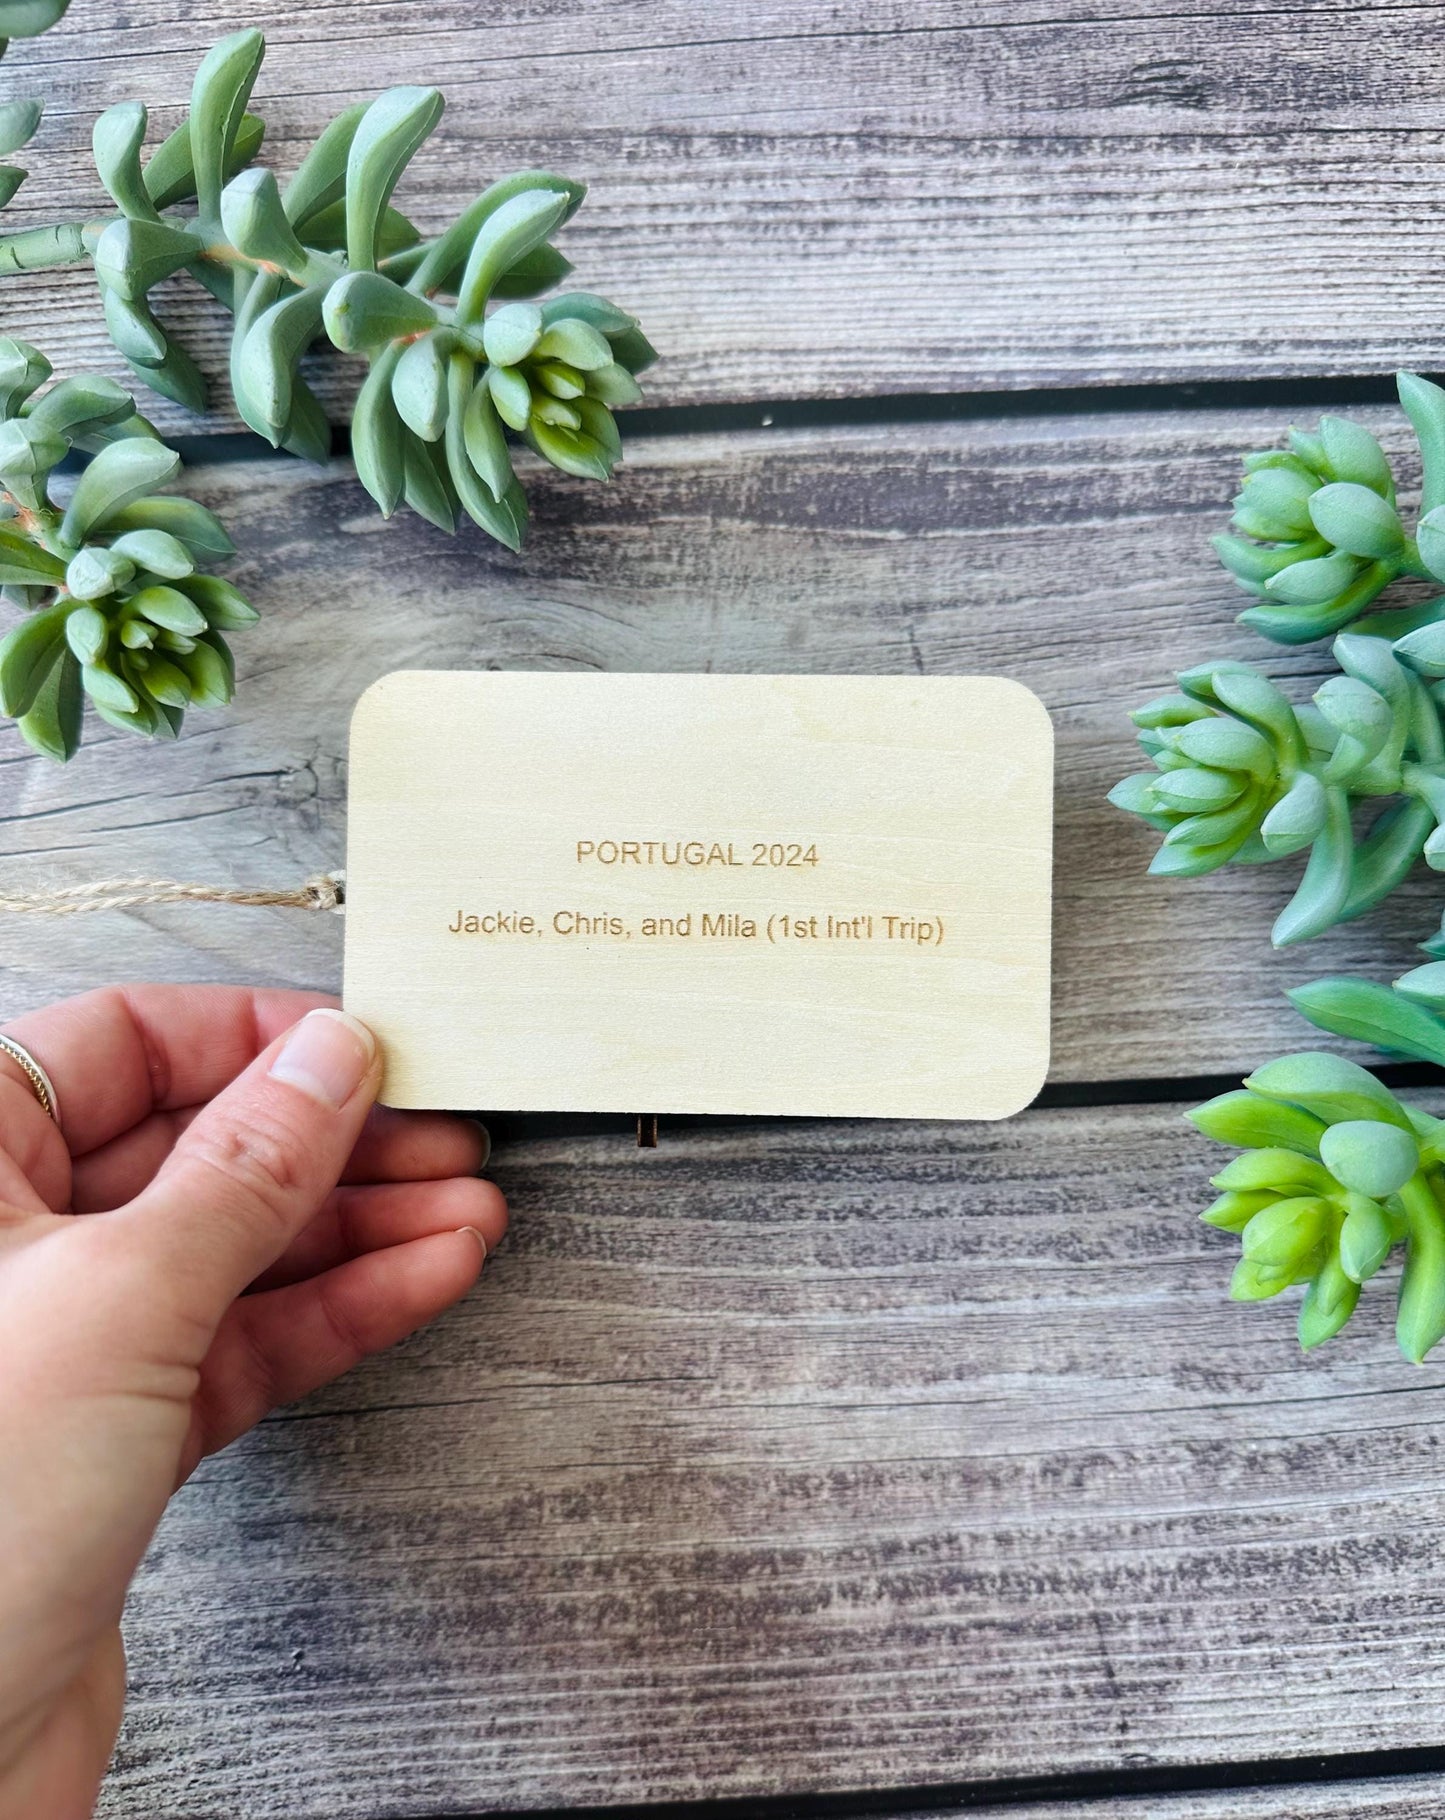 PORTUGAL 2024
Jackie, Chris, and Mila (1st Int'l Trip)